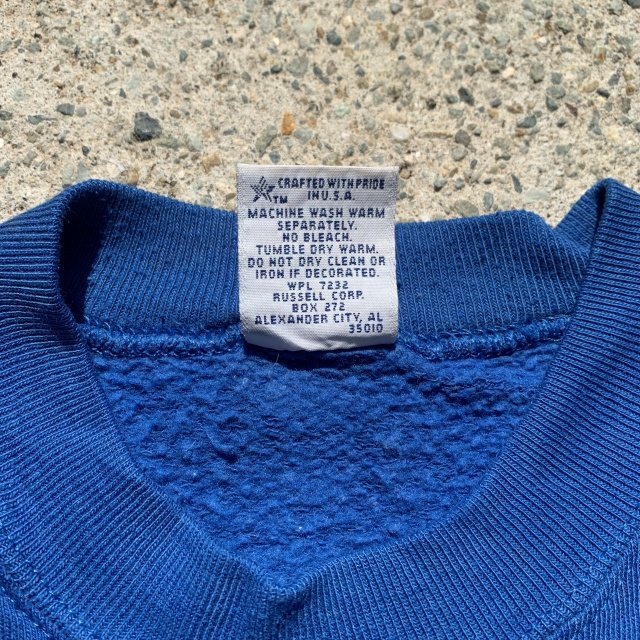 CRAFTED WITH PRIDE
TM IN U.S.A.
MACHINE WASH WARM
SEPARATELY.
NO BLEACH.
TUMBLE DRY WARM.
DO NOT DRY CLEAN OR
IRON IF DECORATED.
WPL 7232
RUSSELL CORP.
BOX 272
ALEXANDER CITY, AL
35010